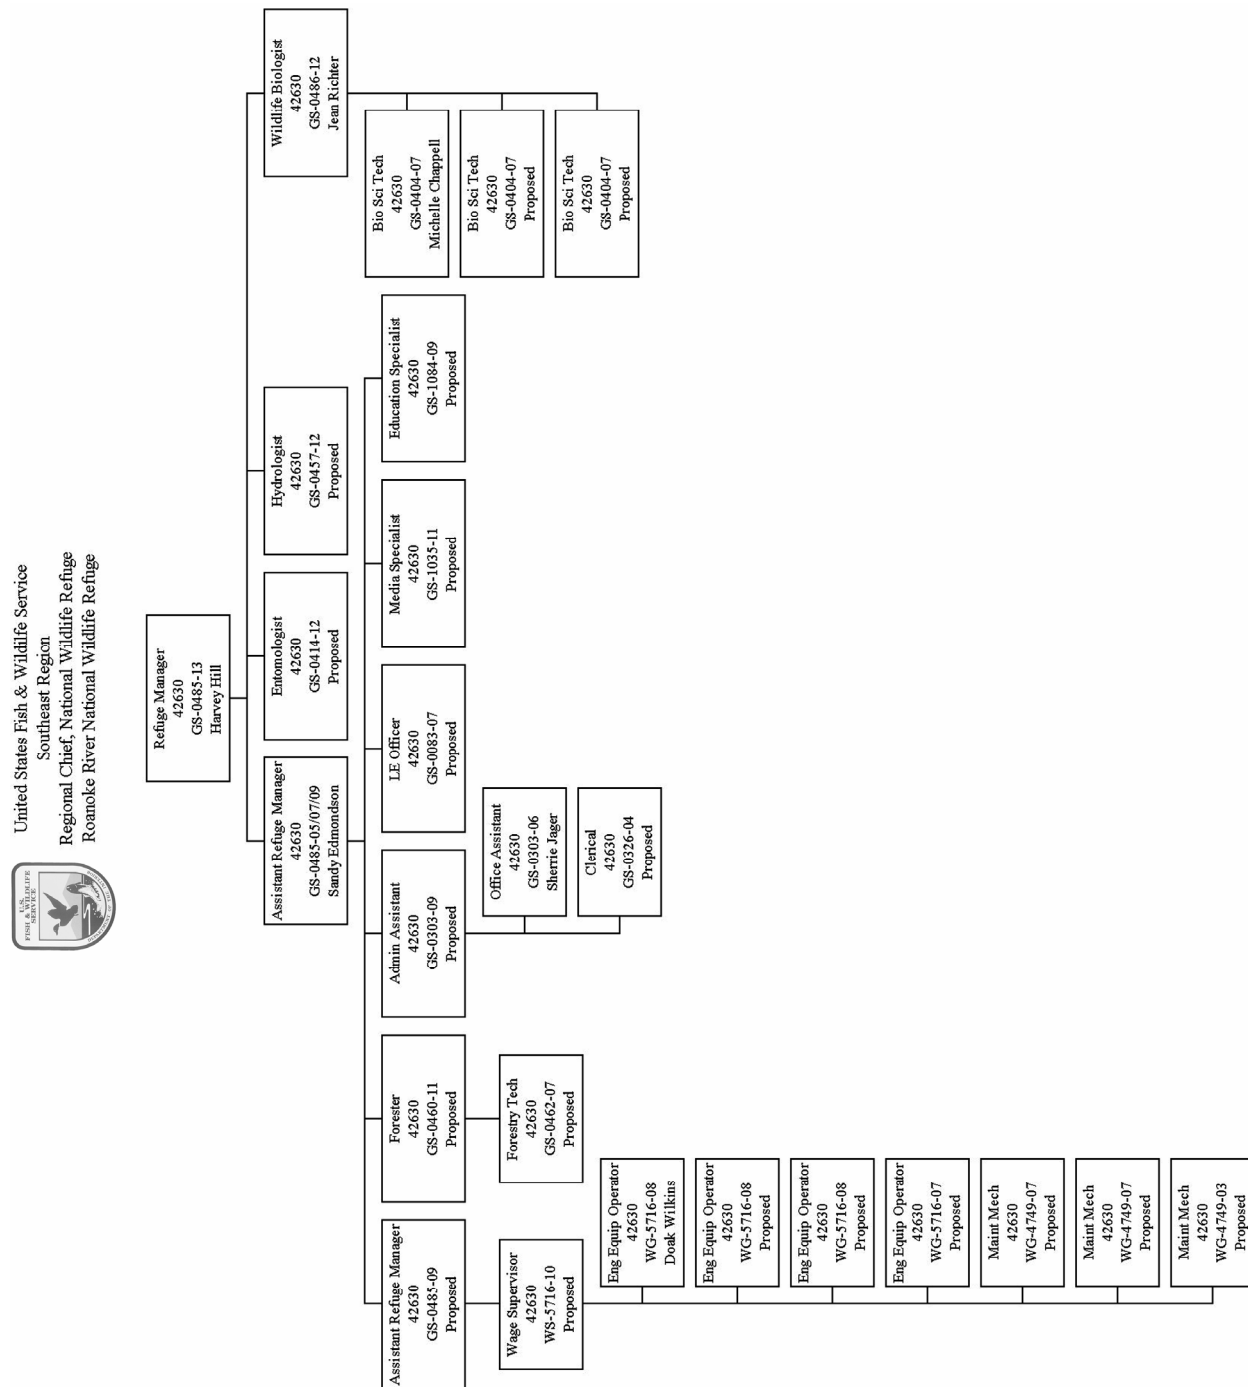 U.S.
FISH & WILDLIFE
SERVICE
United States Fish & Wildilfe Service
Southeast Region
Regional Chief, National Wildlife Refuge
Roanoke River National Wildlife Refuge
Refuge Manager
42630
GS-0485-13
Harvey Hill
Assistant Refuge Manager
42630
GS-0485-05/07/09
Sandy Edmondson
Entomologist
42630
GS-0414-12
Proposed
Hydrologist
42630
GS-0457-12
Proposed
Wildlife Biologist
42630
GS-0486-12
Jean Richter
Assistant Refuge Manager
42630
GS-0485-09
Proposed
Forester
42630
GS-0460-11
Proposed
Admin Assistant
42630
GS-0303-09
Proposed
LE Officer
42630
GS-0083-07
Proposed
Media Specialist
42630
GS-1035-11
Proposed
Education Specialist
42630
GS-1084-09
Proposed
Bio Sci Tech
42630
GS-0404-07
Michelle Chappell
Bio Sci Tech
42630
GS-0404-07
Proposed
Bio Sci Tech
42630
GS-0404-07
Proposed
Wage Supervisor
42630
WS-5716-10
Proposed
Forestry Tech
42630
GS-0462-07
Proposed
Office Assistant
42630
GS-0303-06
Sherrie Jager
Clerical
42630
GS-0326-04
Proposed
Eng Equip Operator
42630
WG-5716-08
Doak Wilkins
Eng Equip Operator
42630
WG-5716-08
Proposed
Eng Equip Operator
42630
WG-5716-08
Proposed
Eng Equip Operator
42630
WG-5716-07
Proposed
Maint Mech
42630
WG-4749-07
Proposed
Maint Mech
42630
WG-4749-07
Proposed
Maint Mech
42630
WG-4749-03
Proposed